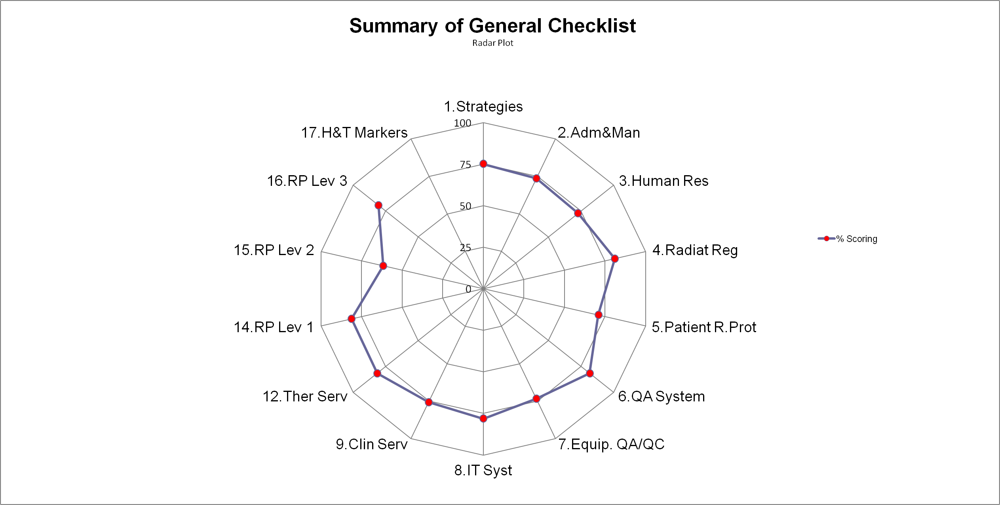 Summary of General Checklist
Radar Plot
1.Strategies
2.Adm&Man
3.Human Res
4.Radiat Reg
5.Patient R.Prot
6.QA System
7.Equip. QA/QC
8.IT Syst
9.Clin Serv
12.Ther Serv
14.RP Lev 1
15.RP Lev 2
16.RP Lev 3
17.H&T Markers
100
75
50
25
0
% Scoring